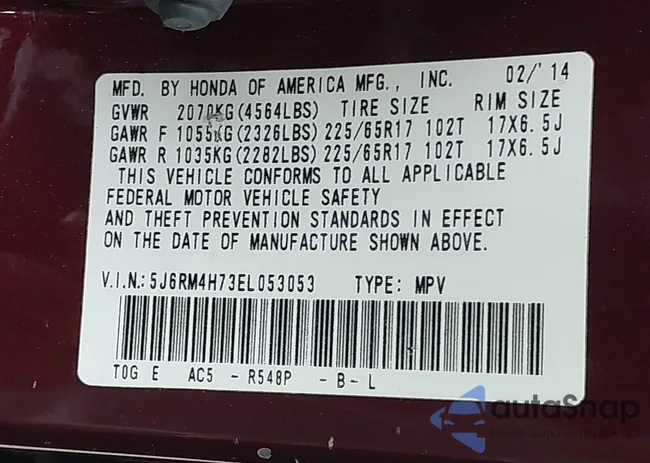 MFD. BY HONDA OF AMERICA MFG., INC. 02/'14
GVWR 2070KG(4564LBS) TIRE SIZE RIM SIZE
GAWR F 1055KG(2326LBS) 225/65R17 102T 17X6.5J
GAWR R 1035KG(2282LBS) 225/65R17 102T 17X6.5J
THIS VEHICLE CONFORMS TO ALL APPLICABLE
FEDERAL MOTOR VEHICLE SAFETY
AND THEFT PREVENTION STANDARDS IN EFFECT
ON THE DATE OF MANUFACTURE SHOWN ABOVE.
V.I.N.:5J6RM4H73EL053053 TYPE: MPV
TOG E AC5 - R548P - B - L
autoSnap